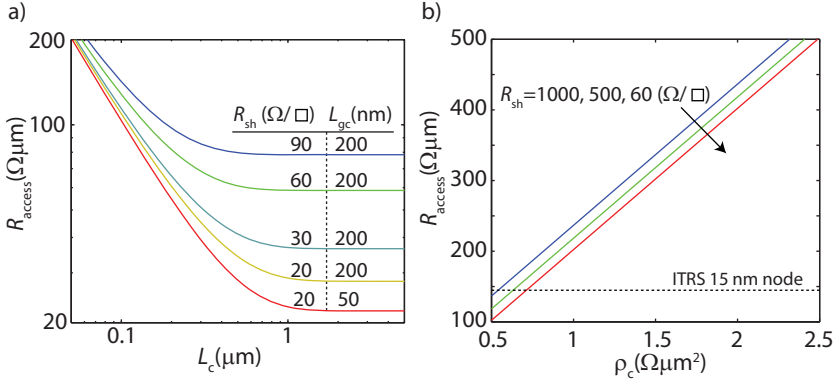 a)
200
100
20
R_access(Ωμm)
0.1
1
L_c(μm)
R_sh (Ω/□) L_gc(nm)
90 200
60 200
30 200
20 200
20 50
b)
500
400
300
200
150
100
R_access(Ωμm)
R_sh=1000, 500, 60 (Ω/□)
ITRS 15 nm node
0.5 1 1.5 2 2.5
ρ_c(Ωμm²)